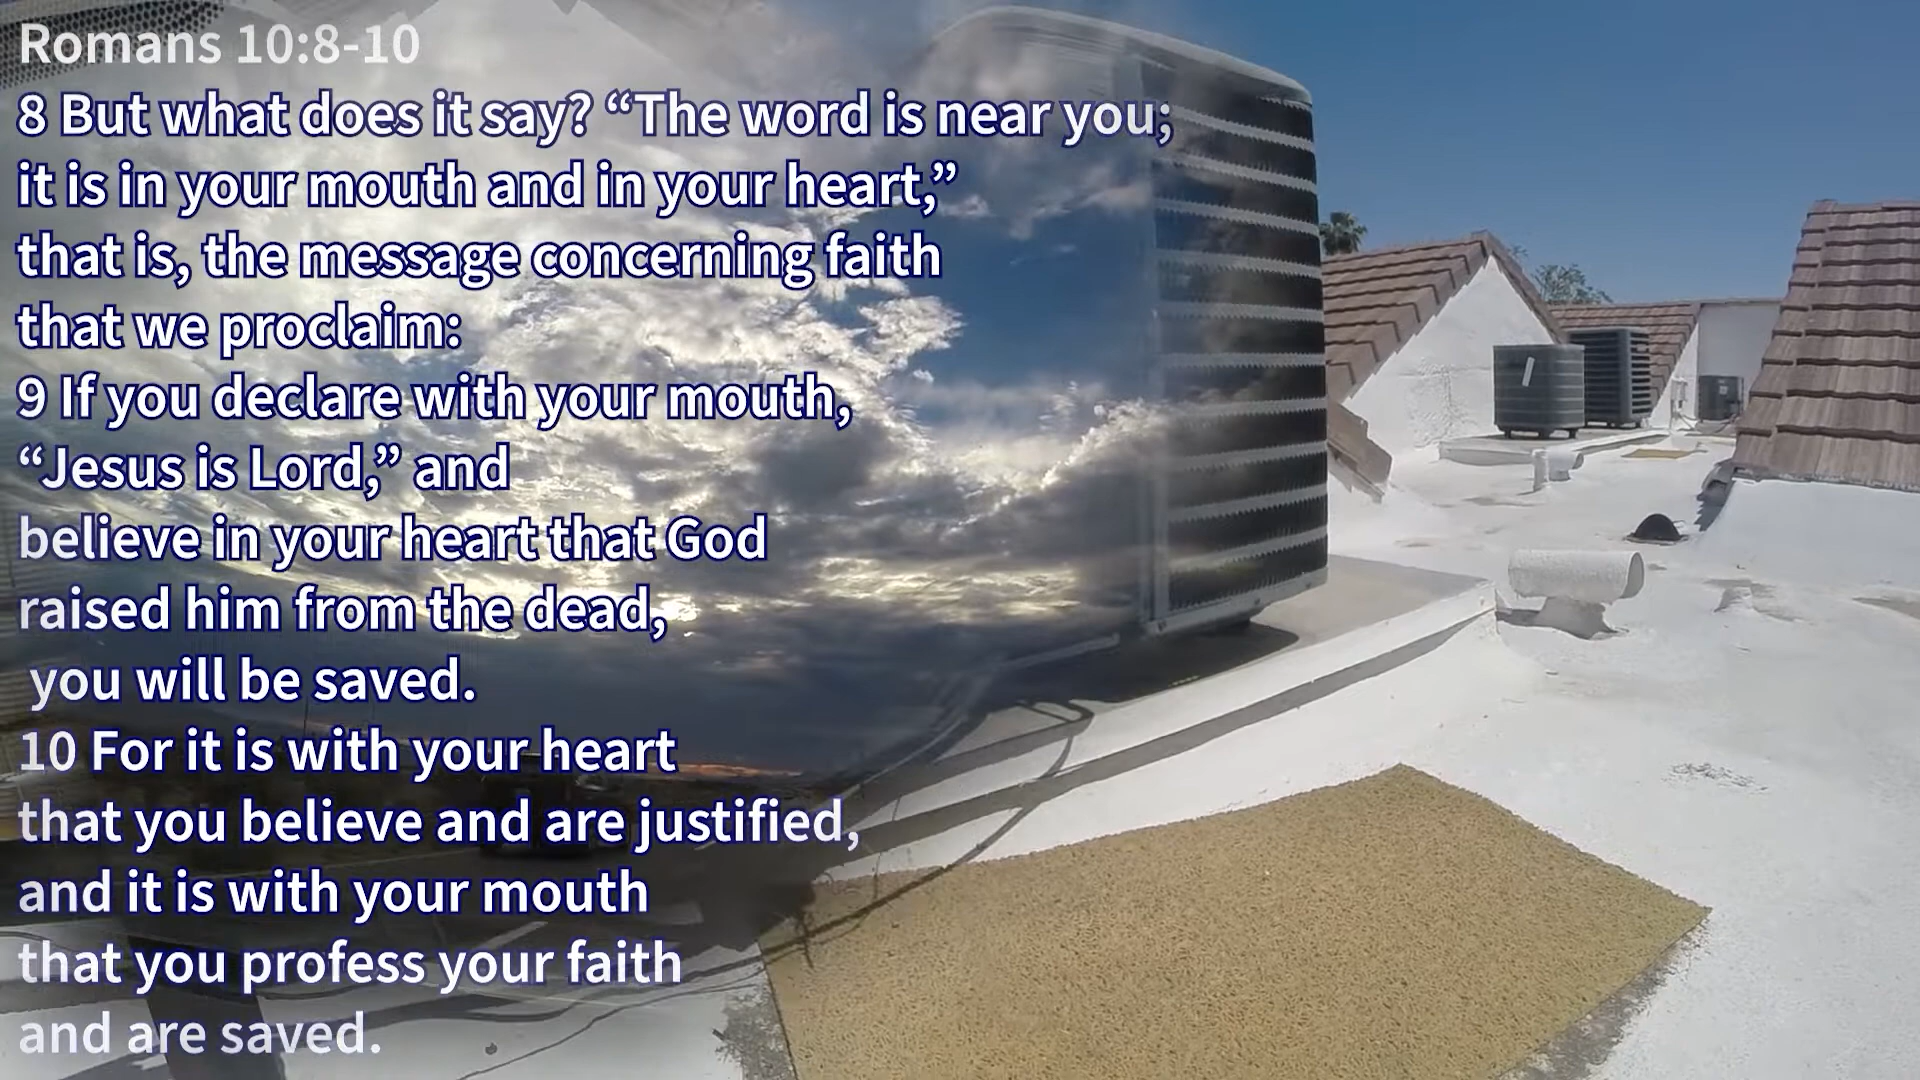 Romans 10:8-10
8 But what does it say? “The word is near you;
it is in your mouth and in your heart,”
that is, the message concerning faith
that we proclaim:
9 If you declare with your mouth,
“Jesus is Lord,” and
believe in your heart that God
raised him from the dead,
you will be saved.
10 For it is with your heart
that you believe and are justified,
and it is with your mouth
that you profess your faith
and are saved.